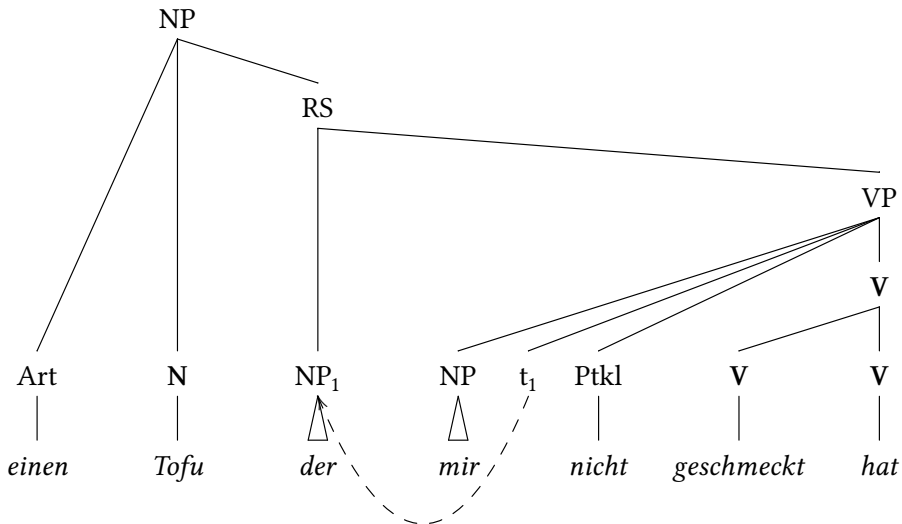 NP
RS
VP
V
Art N NP₁ NP t₁ Ptkl V V
einen Tofu der mir nicht geschmeckt hat